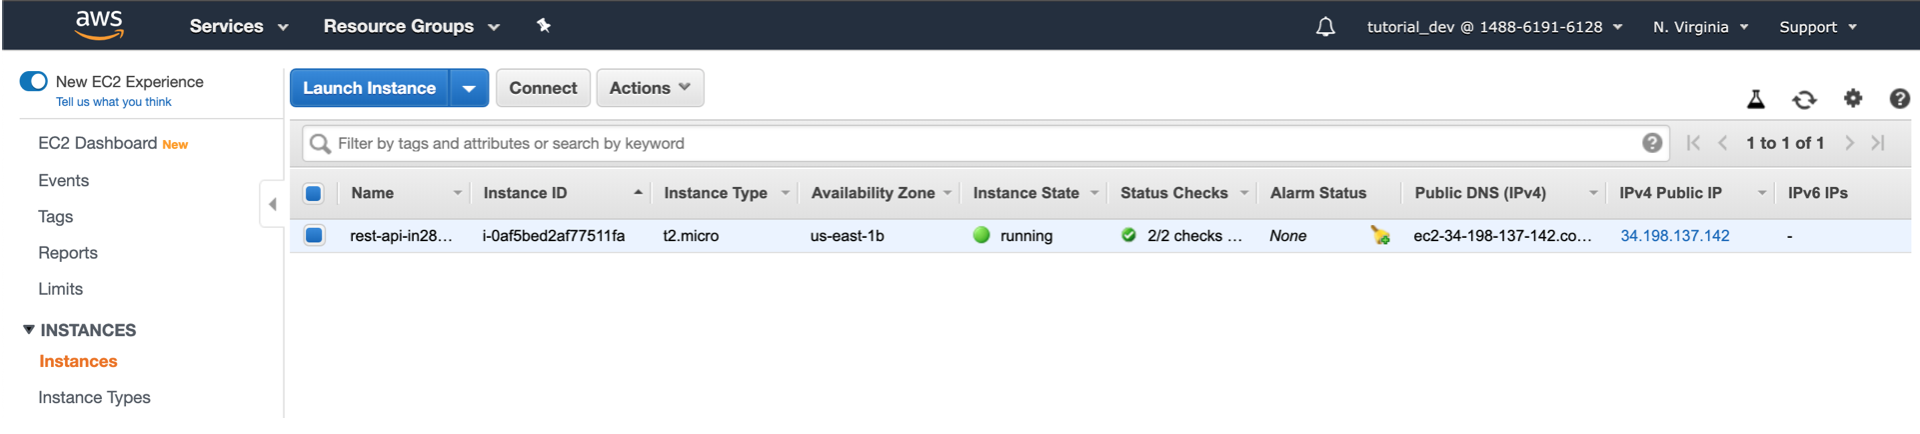 aws Services Resource Groups tutorial_dev @ 1488-6191-6128 N. Virginia Support
New EC2 Experience
Tell us what you think
EC2 Dashboard New
Events
Tags
Reports
Limits
INSTANCES
Instances
Instance Types
Launch Instance Connect Actions
Filter by tags and attributes or search by keyword 1 to 1 of 1
Name Instance ID Instance Type Availability Zone Instance State Status Checks Alarm Status Public DNS (IPv4) IPv4 Public IP IPv6 IPs
rest-api-in28... i-0af5bed2af77511fa t2.micro us-east-1b running 2/2 checks ... None ec2-34-198-137-142.co... 34.198.137.142 -